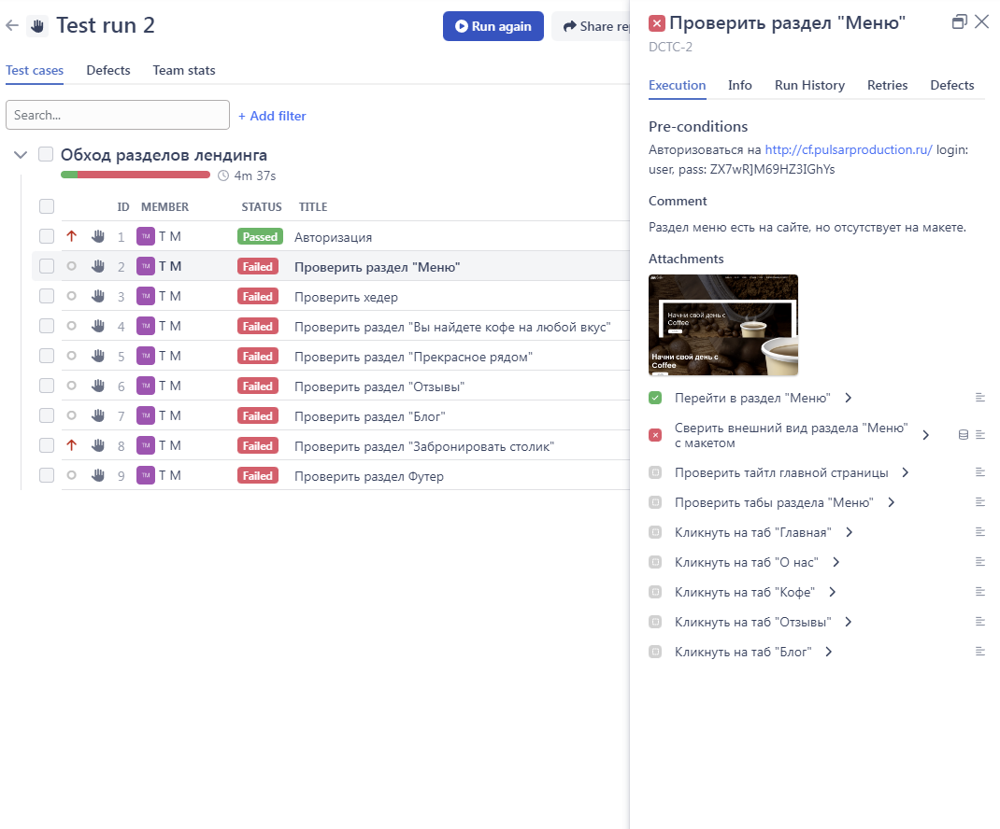 Test run 2
Run again
Share rep
Test cases
Defects
Team stats
Search...
+ Add filter
Обход разделов лендинга
4m 37s
ID MEMBER STATUS TITLE
1 TM T M Passed Авторизация
2 TM T M Failed Проверить раздел "Меню"
3 TM T M Failed Проверить хедер
4 TM T M Failed Проверить раздел "Вы найдете кофе на любой вкус"
5 TM T M Failed Проверить раздел "Прекрасное рядом"
6 TM T M Failed Проверить раздел "Отзывы"
7 TM T M Failed Проверить раздел "Блог"
8 TM T M Failed Проверить раздел "Забронировать столик"
9 TM T M Failed Проверить раздел Футер
Проверить раздел "Меню"
DCTC-2
Execution
Info
Run History
Retries
Defects
Pre-conditions
Авторизоваться на http://cf.pulsarproduction.ru/ login:
user, pass: ZX7wR]M69HZ3IGhYs
Comment
Раздел меню есть на сайте, но отсутствует на макете.
Attachments
Начни свой день с
Coffee
Начни свой день с
Coffee
Перейти в раздел "Меню"
Сверить внешний вид раздела "Меню"
с макетом
Проверить тайтл главной страницы
Проверить табы раздела "Меню"
Кликнуть на таб "Главная"
Кликнуть на таб "О нас"
Кликнуть на таб "Кофе"
Кликнуть на таб "Отзывы"
Кликнуть на таб "Блог"